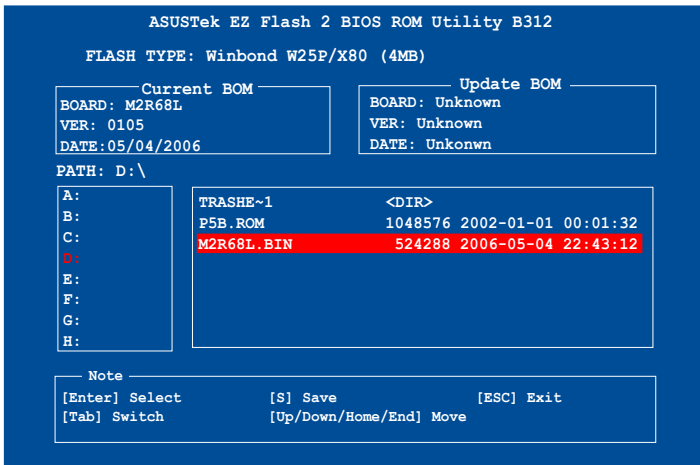 ASUSTek EZ Flash 2 BIOS ROM Utility B312
FLASH TYPE: Winbond W25P/X80 (4MB)
Current BOM
BOARD: M2R68L
VER: 0105
DATE:05/04/2006
Update BOM
BOARD: Unknown
VER: Unknown
DATE: Unkonwn
PATH: D:\
A:
B:
C:
D:
E:
F:
G:
H:
TRASHE~1 <DIR>
P5B.ROM 1048576 2002-01-01 00:01:32
M2R68L.BIN 524288 2006-05-04 22:43:12
Note
[Enter] Select [S] Save [ESC] Exit
[Tab] Switch [Up/Down/Home/End] Move